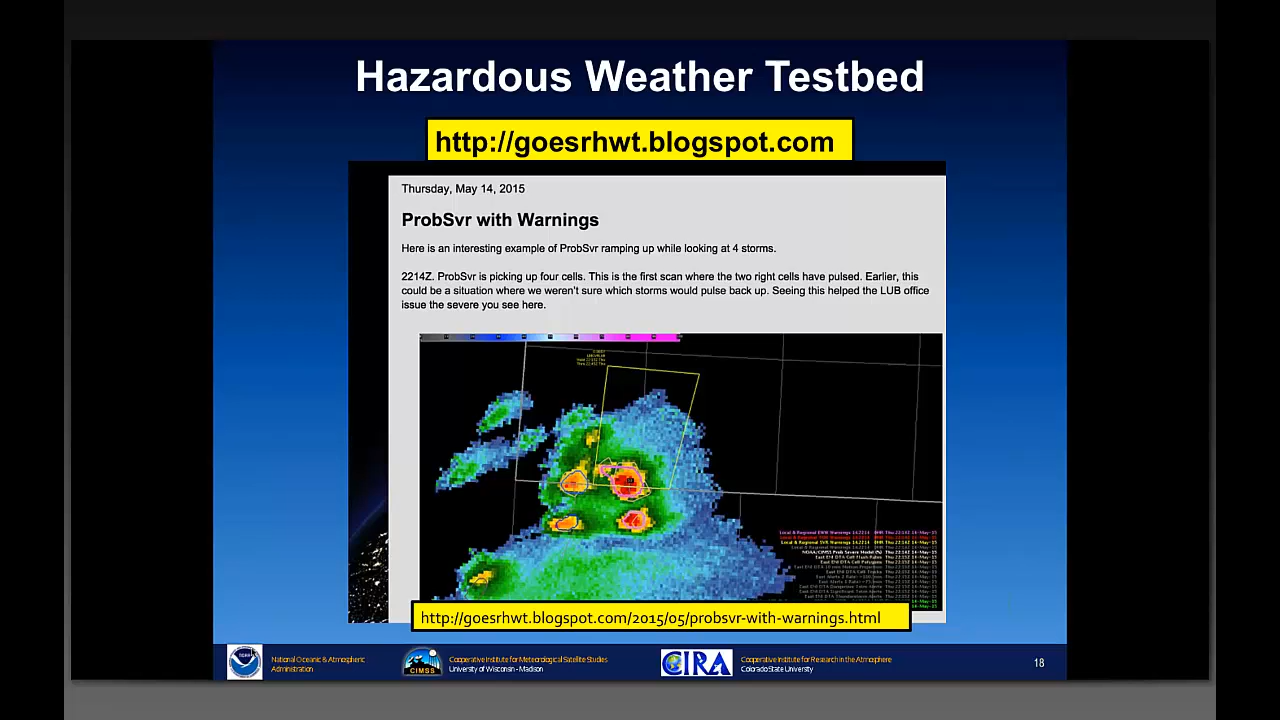 Hazardous Weather Testbed
http://goesrhwt.blogspot.com
Thursday, May 14, 2015
ProbSvr with Warnings
Here is an interesting example of ProbSvr ramping up while looking at 4 storms.
2214Z. ProbSvr is picking up four cells. This is the first scan where the two right cells have pulsed. Earlier, this
could be a situation where we weren't sure which storms would pulse back up. Seeing this helped the LUB office
issue the severe you see here.
http://goesrhwt.blogspot.com/2015/05/probsvr-with-warnings.html
National Oceanic & Atmospheric
Administration
CIMSS
Cooperative Institute for Meteorological Satellite Studies
University of Wisconsin - Madison
CIRA
Cooperative Institute for Research in the Atmosphere
Colorado State University
18